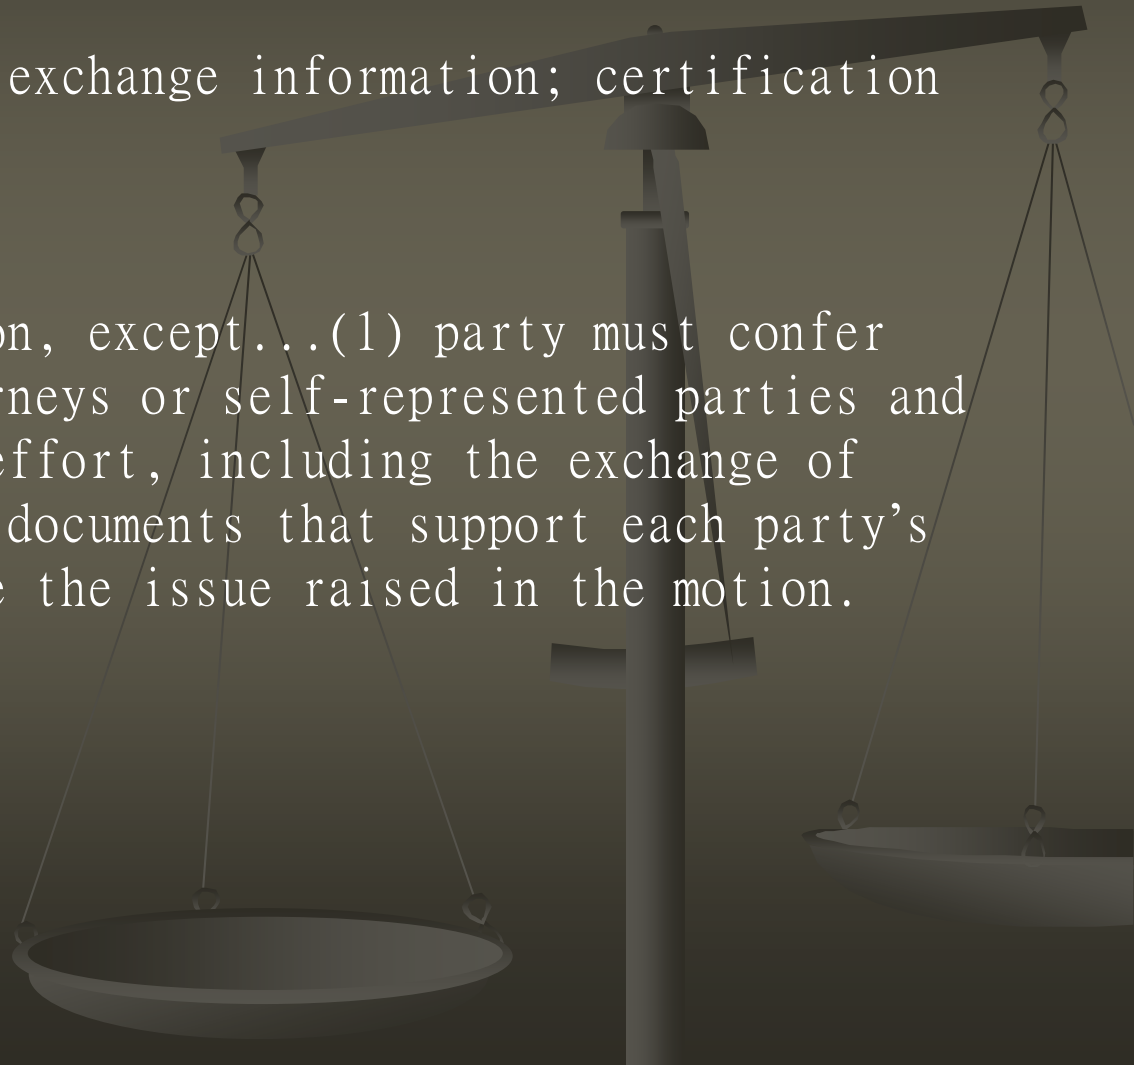 exchange information; certification
on, except...(1) party must confer
rneys or self-represented parties and
effort, including the exchange of
documents that support each party’s
e the issue raised in the motion.